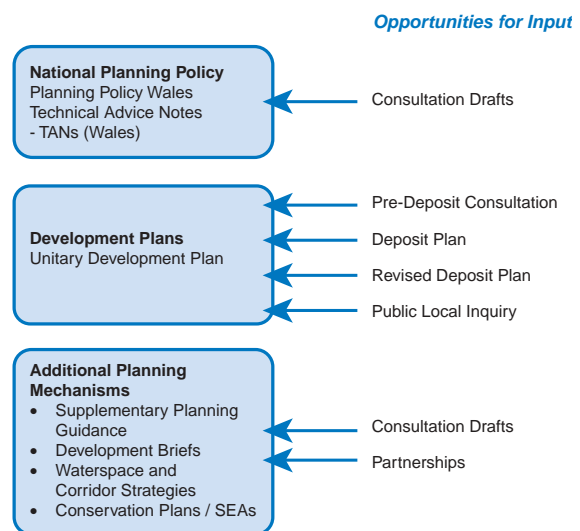 Opportunities for Input
National Planning Policy
Planning Policy Wales
Technical Advice Notes
- TANs (Wales)
Consultation Drafts
Development Plans
Unitary Development Plan
Pre-Deposit Consultation
Deposit Plan
Revised Deposit Plan
Public Local Inquiry
Additional Planning
Mechanisms
• Supplementary Planning
Guidance
• Development Briefs
• Waterspace and
Corridor Strategies
• Conservation Plans / SEAs
Consultation Drafts
Partnerships